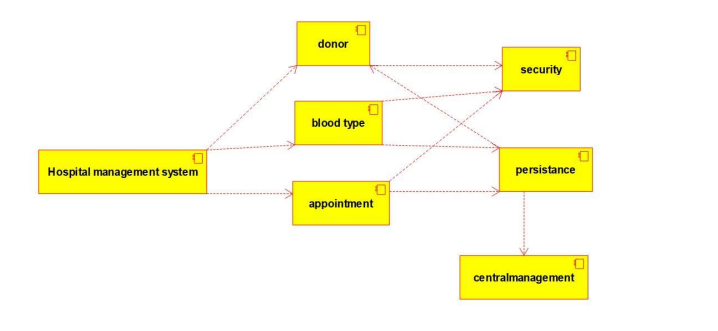 donor
security
blood type
Hospital management system
persistance
appointment
centralmanagement